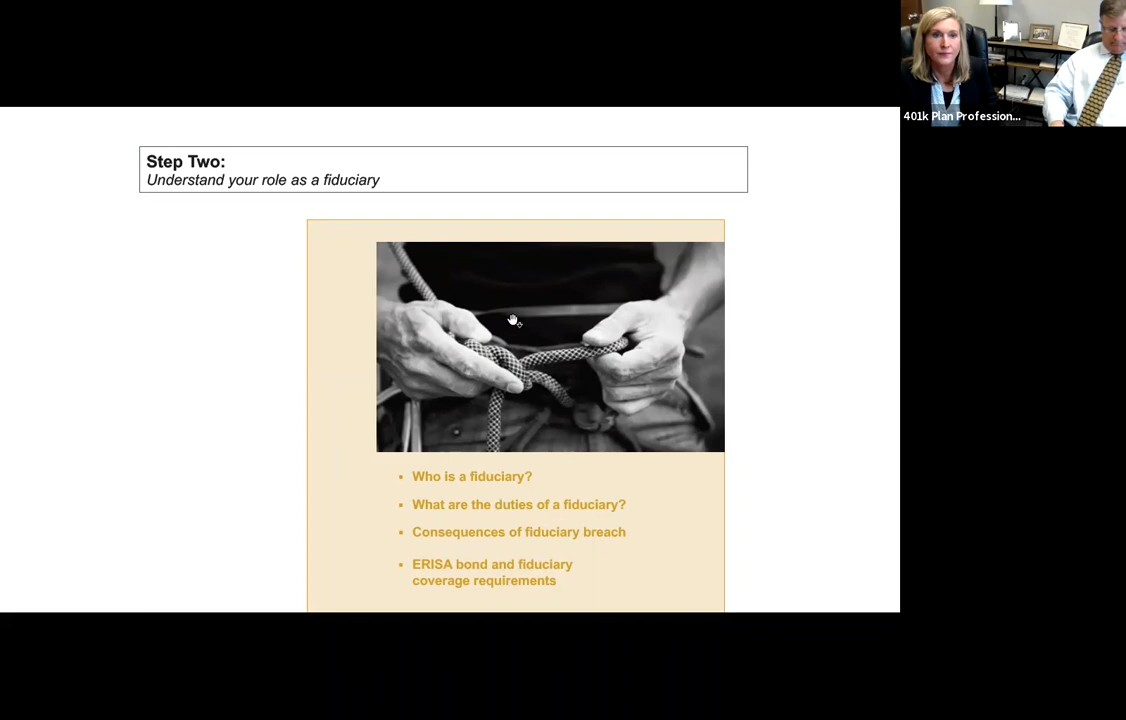 401k Plan Profession...
Step Two:
Understand your role as a fiduciary
Who is a fiduciary?
What are the duties of a fiduciary?
Consequences of fiduciary breach
ERISA bond and fiduciary
coverage requirements